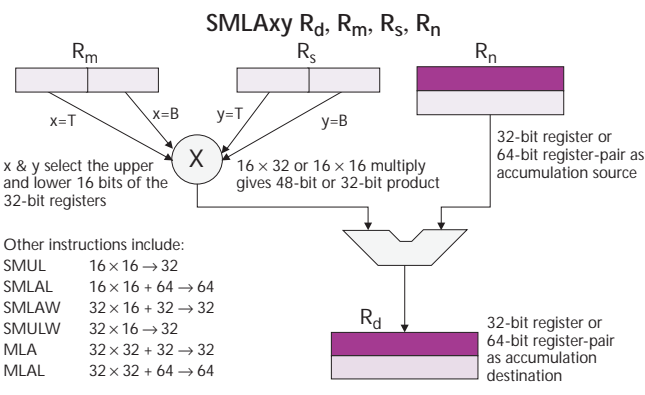 SMLAxy Rd, Rm, Rs, Rn
Rm
Rs
Rn
x=T
x=B
y=T
y=B
X
x & y select the upper
and lower 16 bits of the
32-bit registers
16 × 32 or 16 × 16 multiply
gives 48-bit or 32-bit product
32-bit register or
64-bit register-pair as
accumulation source
Other instructions include:
SMUL 16 × 16 → 32
SMLAL 16 × 16 + 64 → 64
SMLAW 32 × 16 + 32 → 32
SMULW 32 × 16 → 32
MLA 32 × 32 + 32 → 32
MLAL 32 × 32 + 64 → 64
Rd
32-bit register or
64-bit register-pair
as accumulation
destination